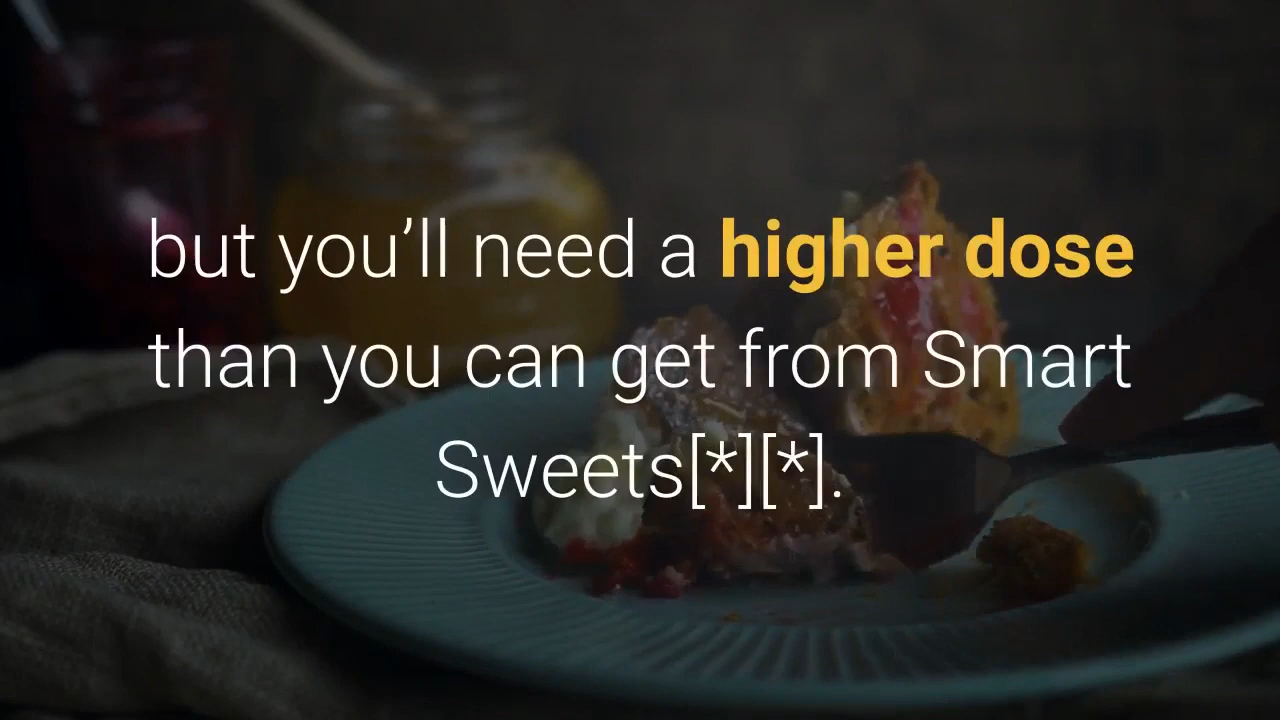 but you’ll need a higher dose
than you can get from Smart
Sweets[*][*].